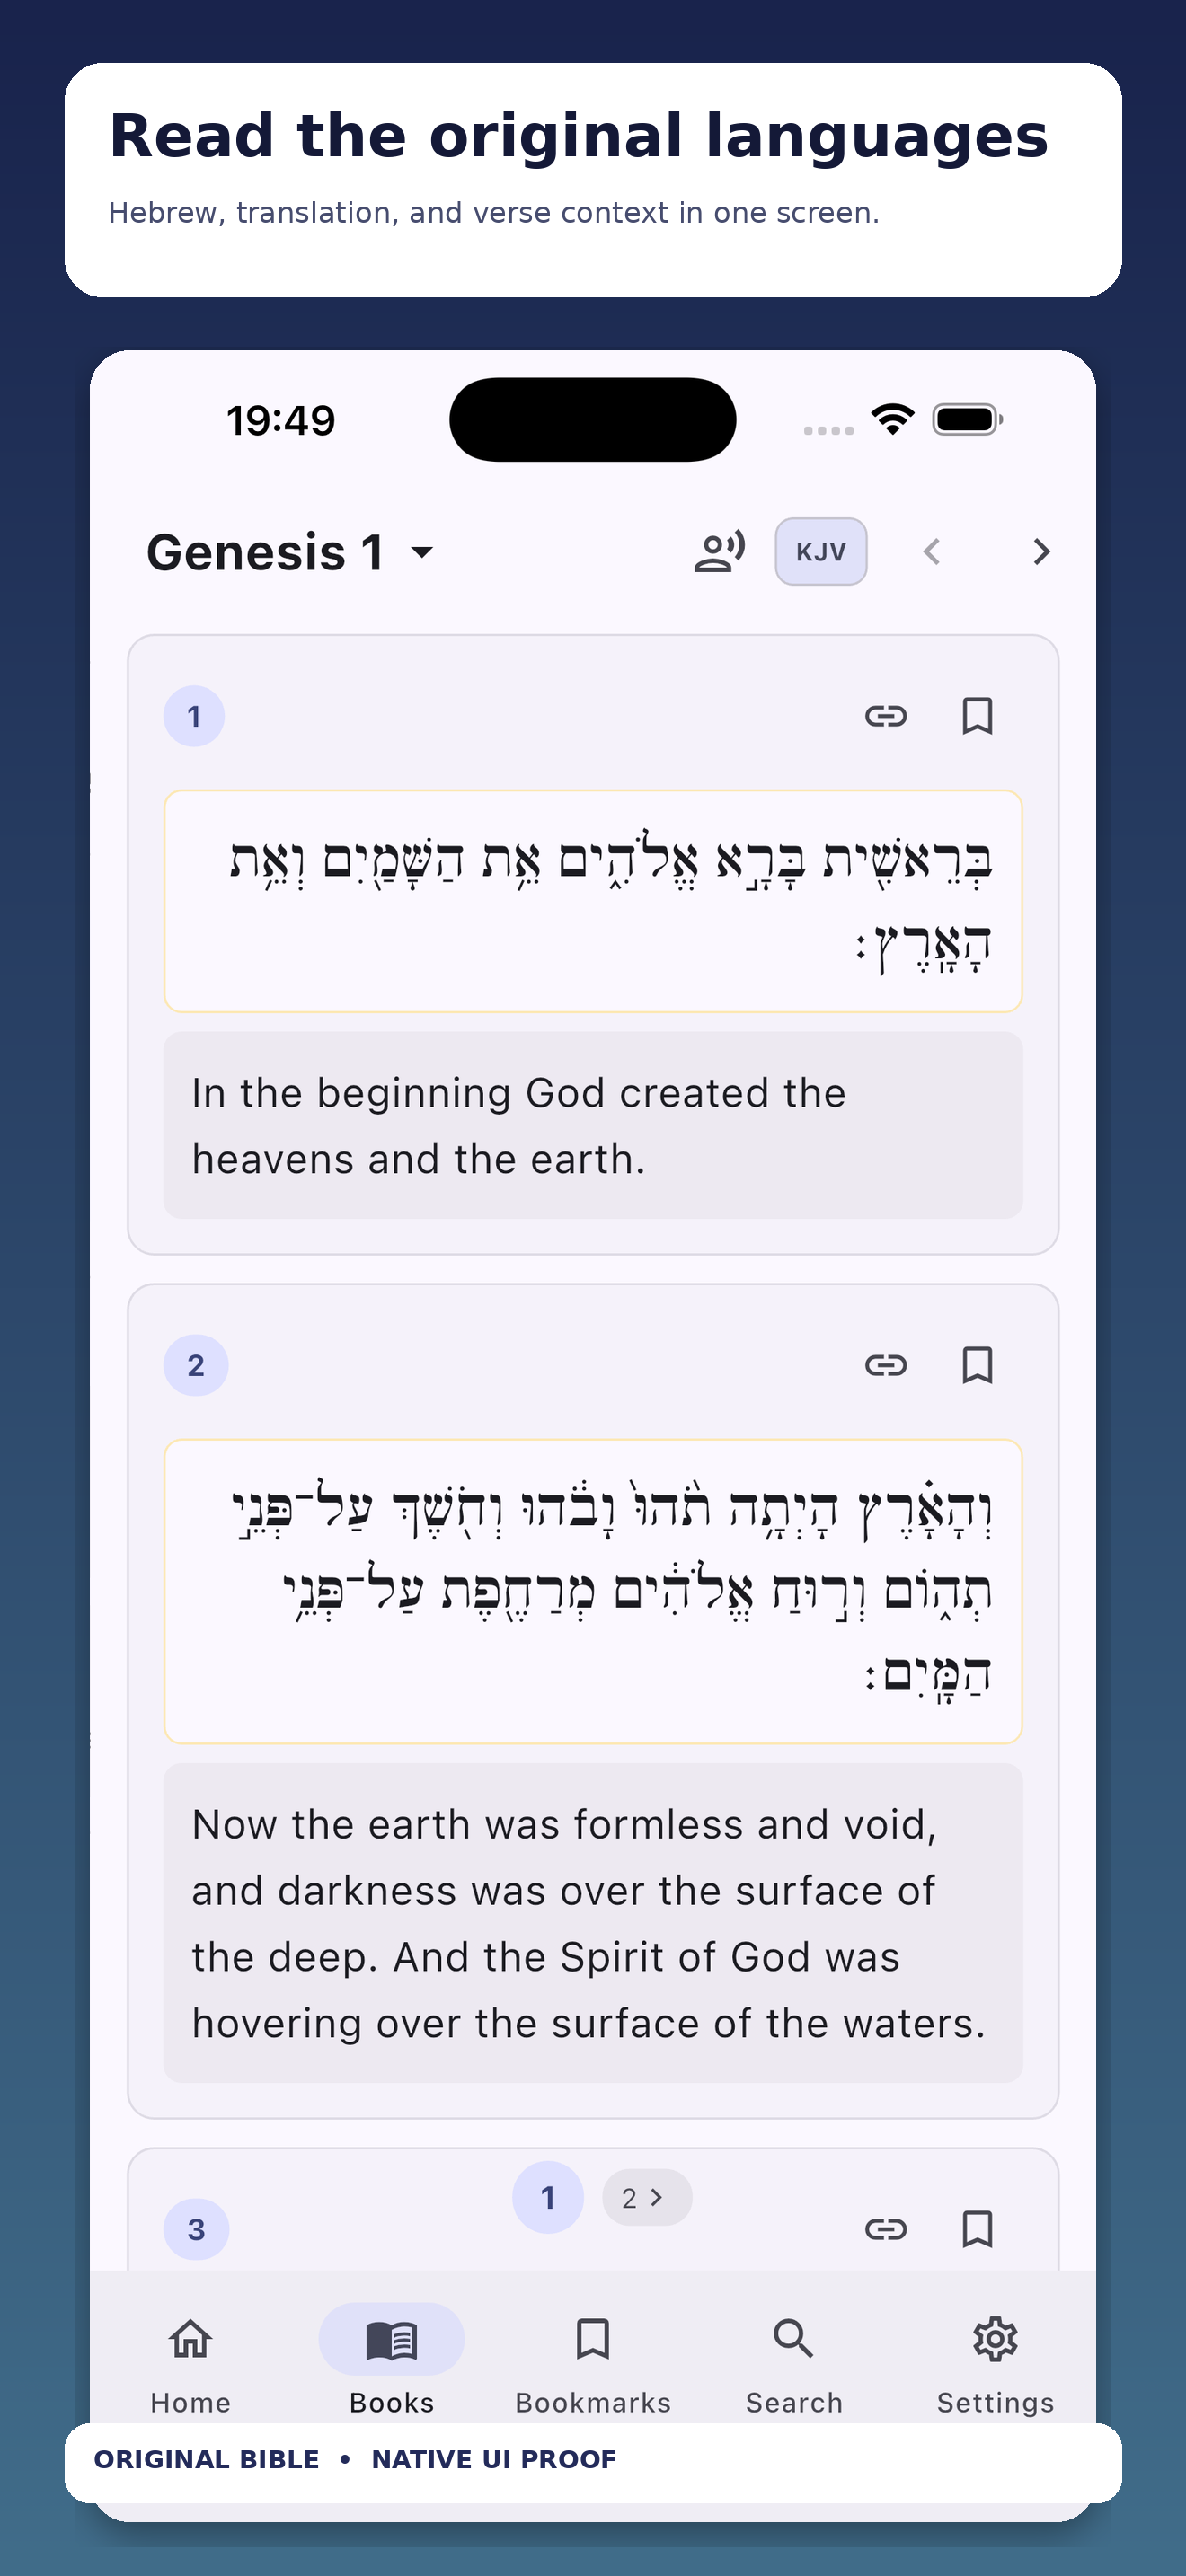 Read the original languages
Hebrew, translation, and verse context in one screen.
19:49
Genesis 1
KJV
1
בְּרֵאשִׁ֖ית בָּרָ֣א אֱלֹהִ֑ים אֵ֥ת הַשָּׁמַ֖יִם וְאֵ֥ת
הָאָֽרֶץ׃
In the beginning God created the
heavens and the earth.
2
וְהָאָ֗רֶץ הָיְתָ֥ה תֹ֙הוּ֙ וָבֹ֔הוּ וְחֹ֖שֶׁךְ עַל־פְּנֵ֣י
תְה֑וֹם וְר֣וּחַ אֱלֹהִ֔ים מְרַחֶ֖פֶת עַל־פְּנֵ֥י
הַמָּֽיִם׃
Now the earth was formless and void,
and darkness was over the surface of
the deep. And the Spirit of God was
hovering over the surface of the waters.
3
1
2
Home
Books
Bookmarks
Search
Settings
ORIGINAL BIBLE • NATIVE UI PROOF